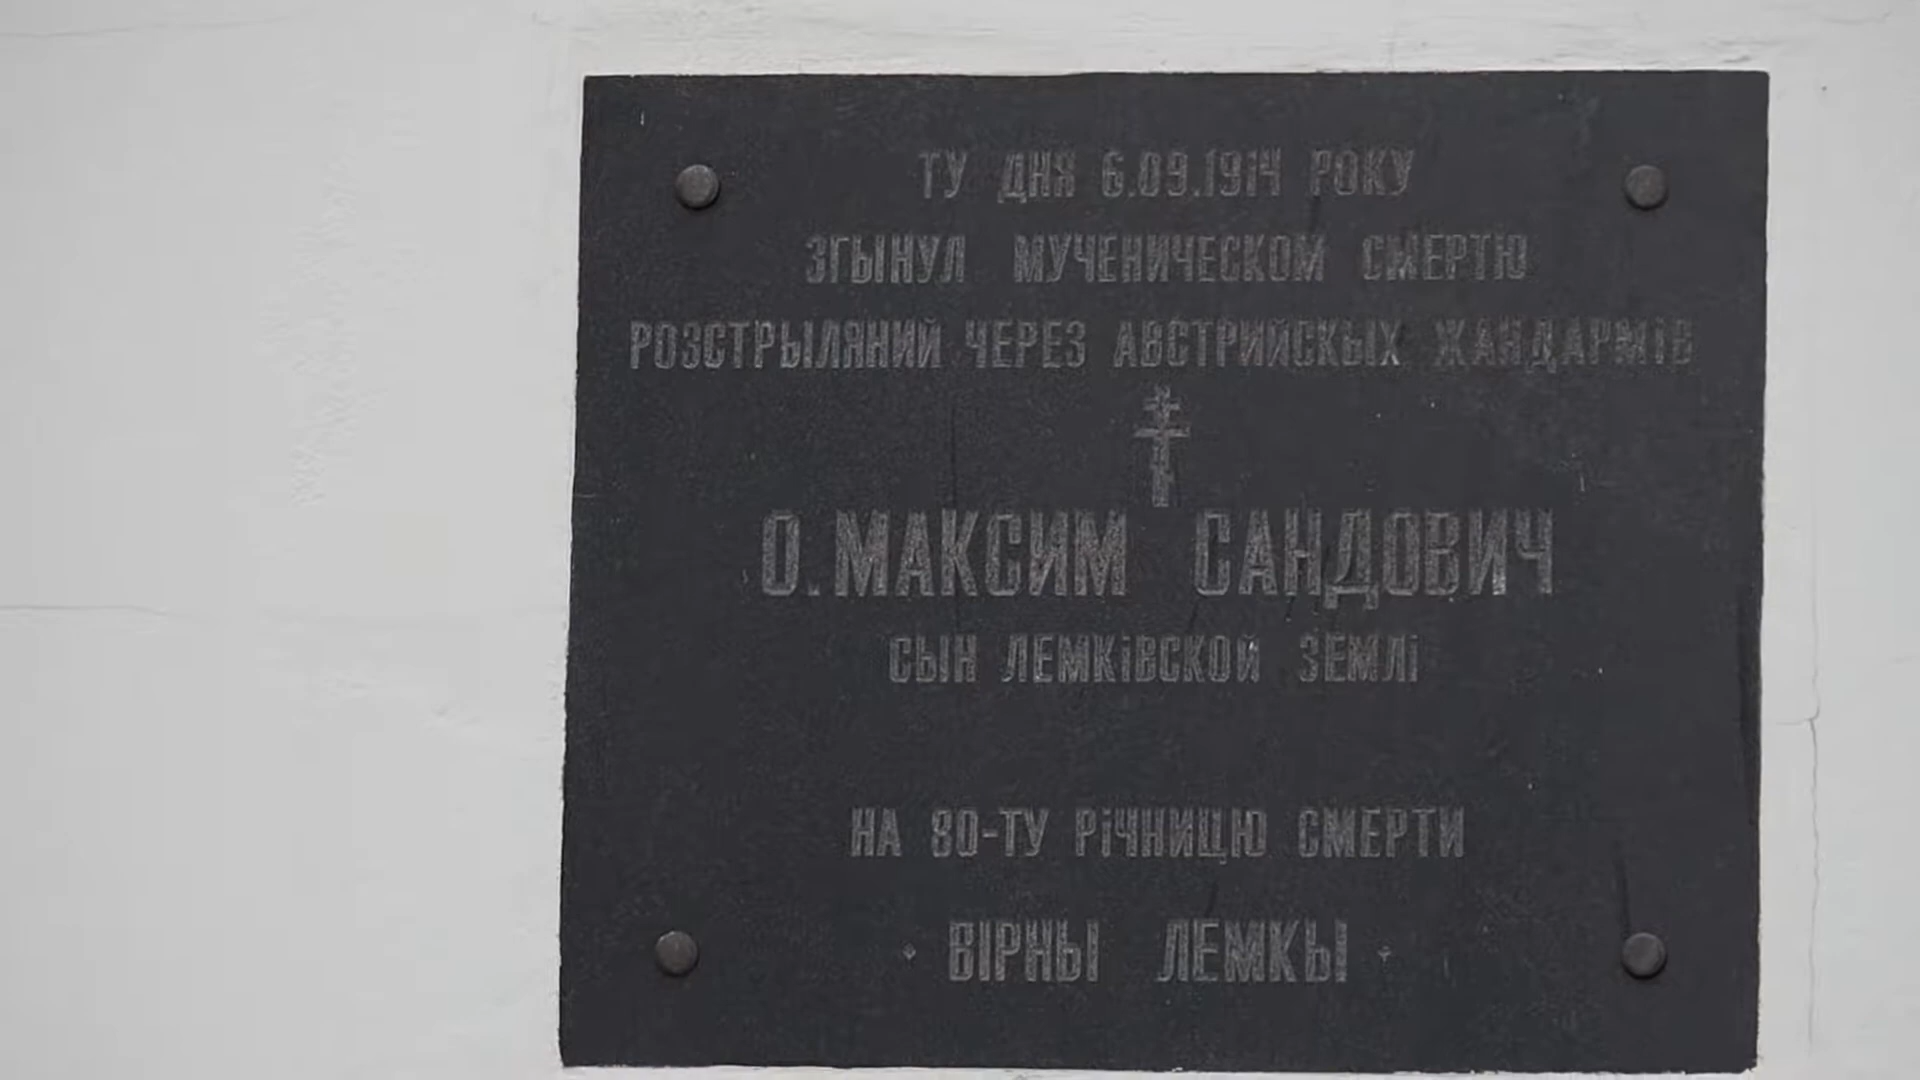 ТУ ДНЯ 6.09.1914 РОКУ
ЗГЫНУЛ МУЧЕНИЧЕСКОМ СМЕРТЮ
РОЗСТРЫЛЯНИЙ ЧЕРЕЗ АВСТРИЙСКЫХ ЖАНДАРМІВ
О. МАКСИМ САНДОВИЧ
СЫН ЛЕМКІВСКОЙ ЗЕМЛІ
НА 80-ТУ РІЧНИЦЮ СМЕРТИ
ВІРНЫ ЛЕМКЫ